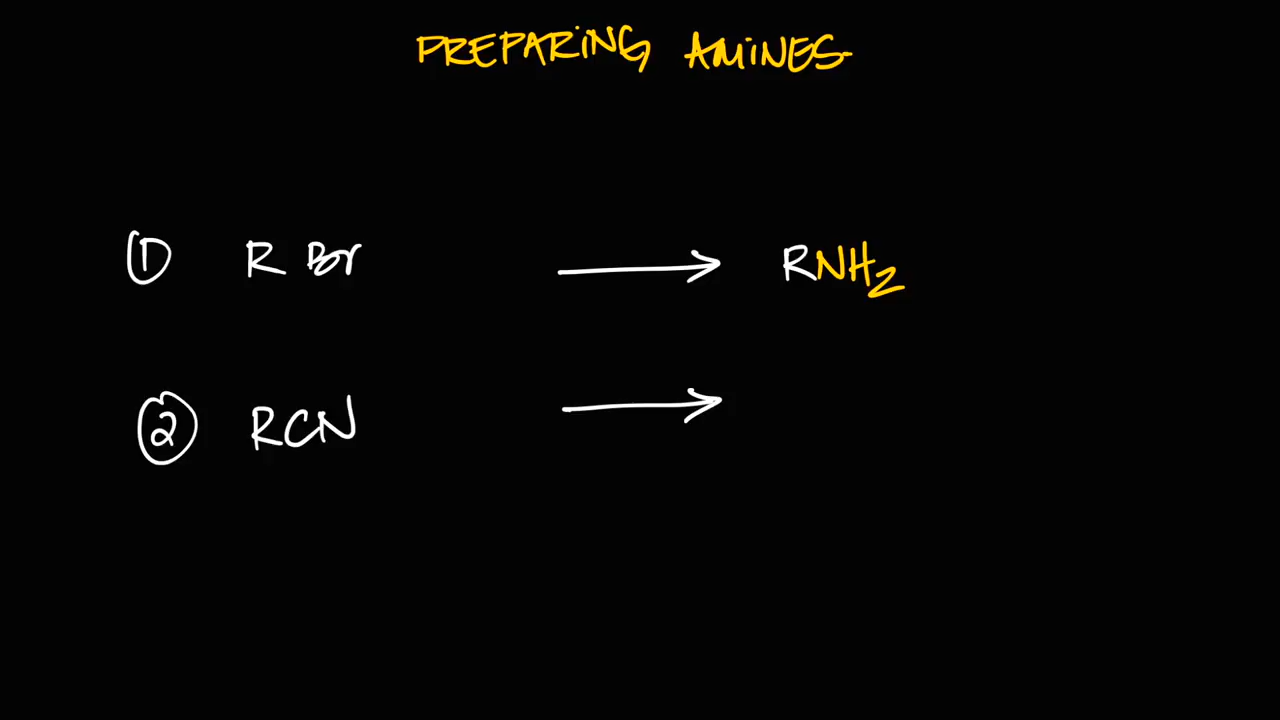 PREPARING AMINES
① R Br → RNH₂
② RCN →